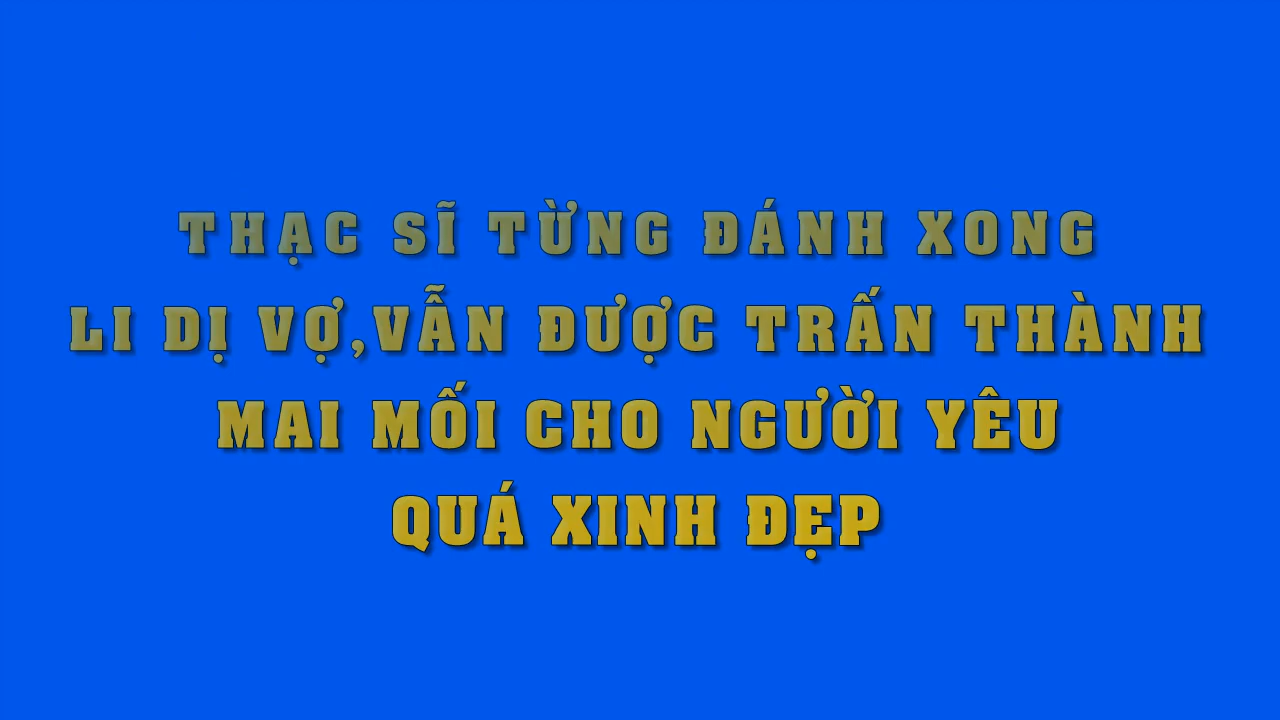 THẠC SĨ TỪNG ĐÁNH XONG
LI DỊ VỢ,VẪN ĐƯỢC TRẤN THÀNH
MAI MỐI CHO NGƯỜI YÊU
QUÁ XINH ĐẸP